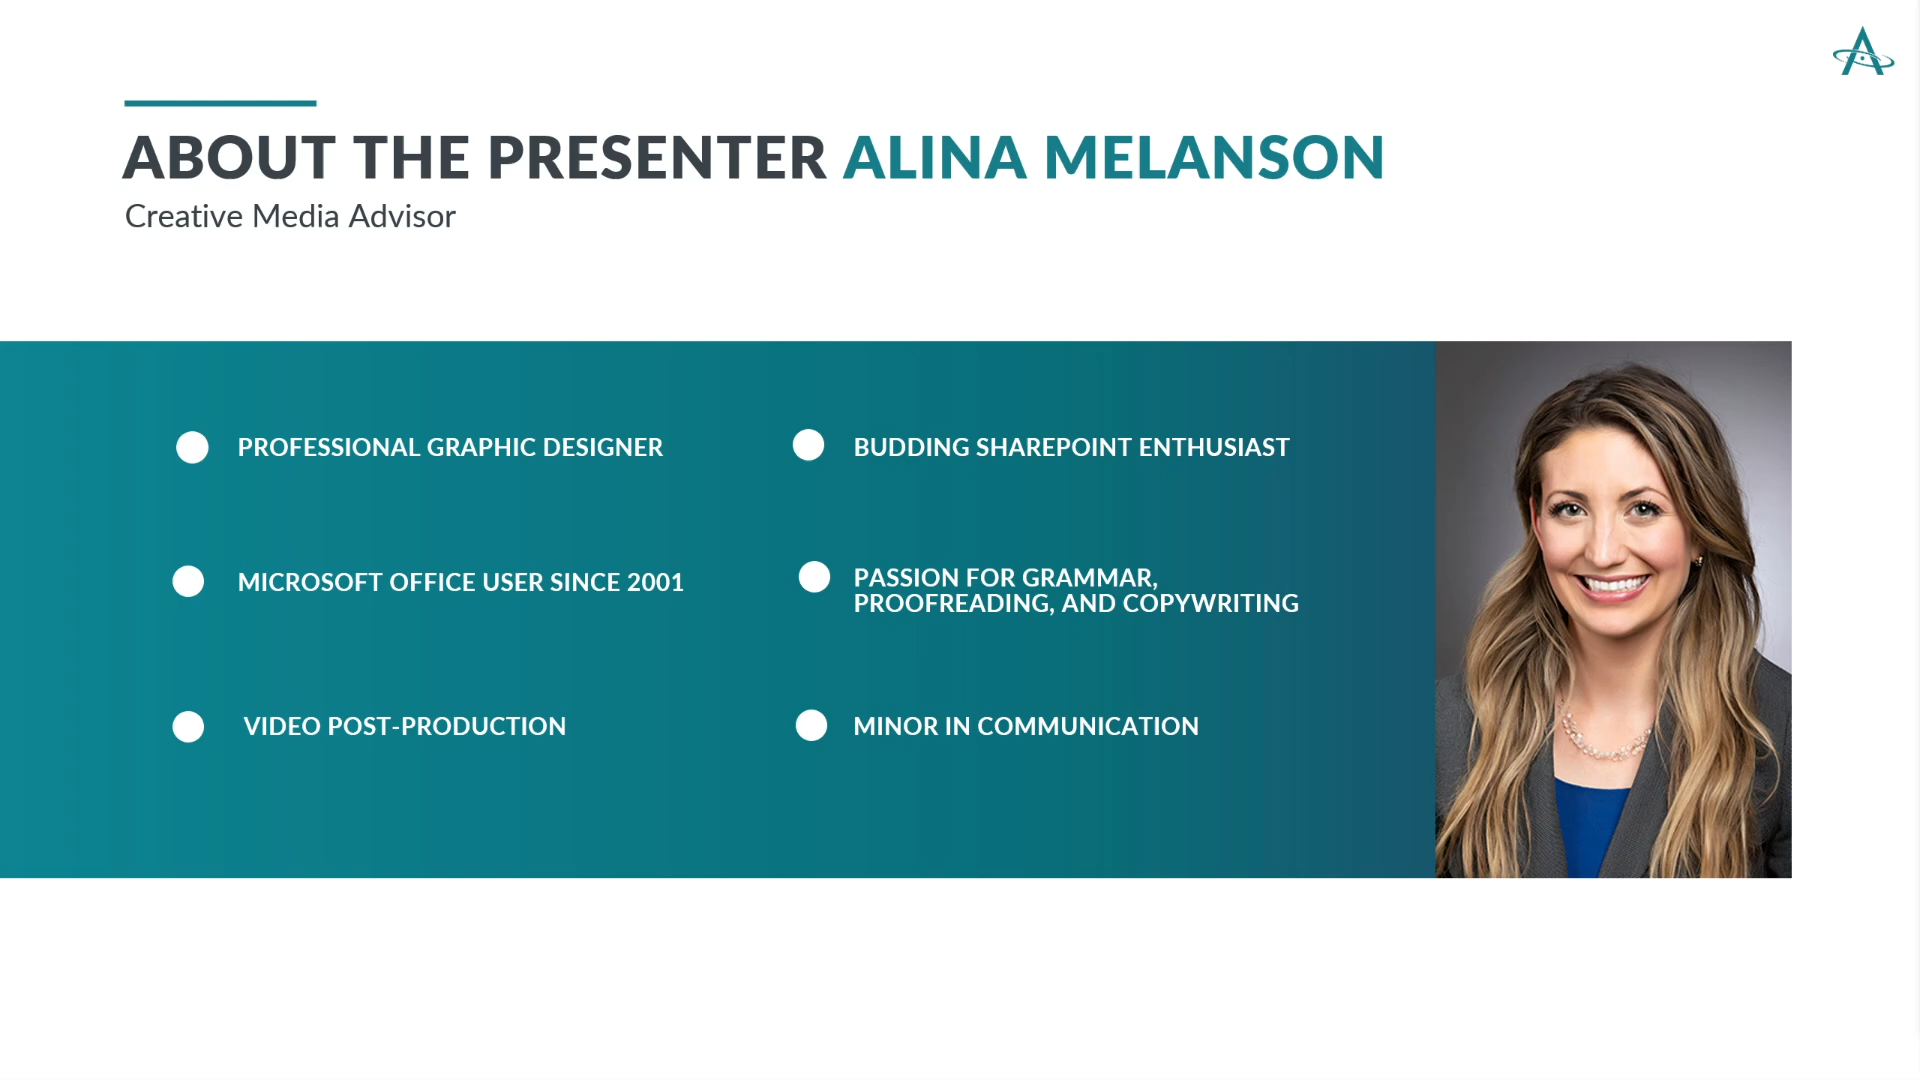 ABOUT THE PRESENTER ALINA MELANSON
Creative Media Advisor
PROFESSIONAL GRAPHIC DESIGNER
MICROSOFT OFFICE USER SINCE 2001
VIDEO POST-PRODUCTION
BUDDING SHAREPOINT ENTHUSIAST
PASSION FOR GRAMMAR,
PROOFREADING, AND COPYWRITING
MINOR IN COMMUNICATION